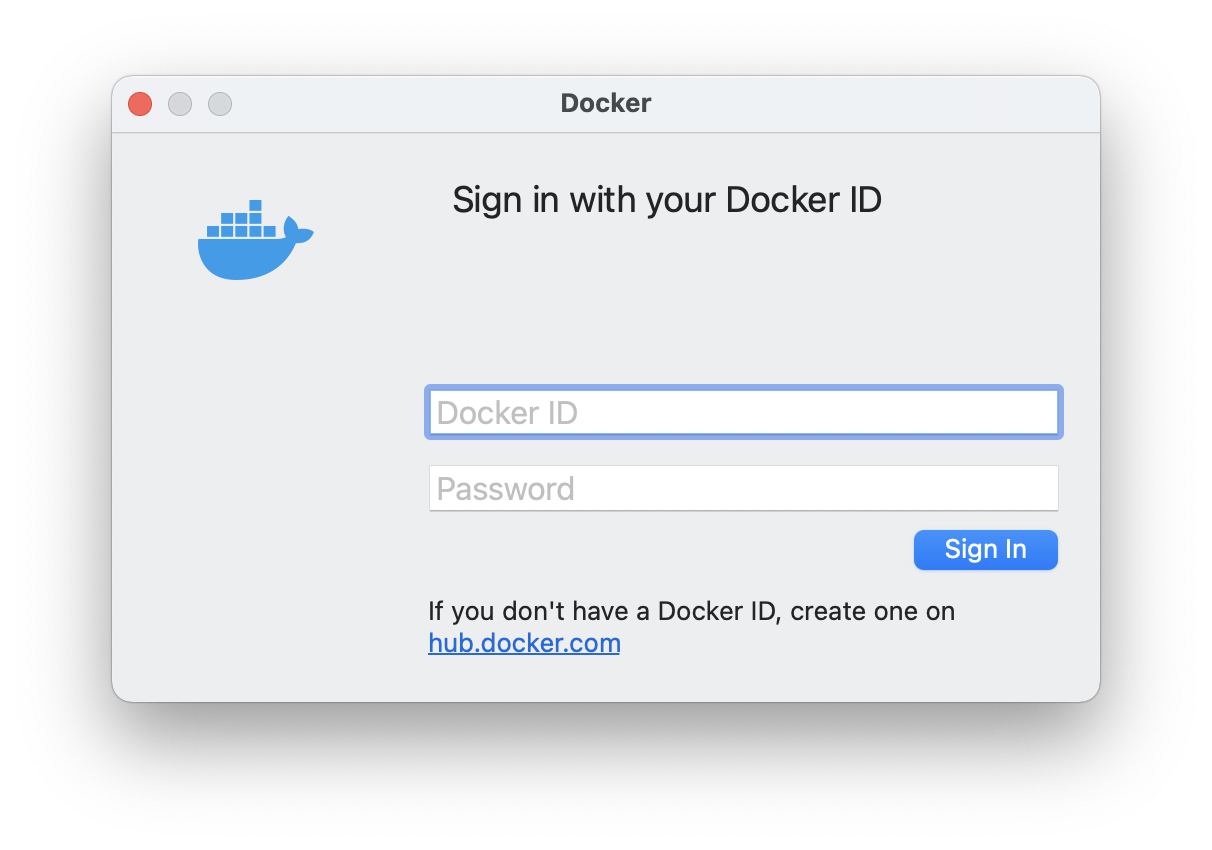 Docker
Sign in with your Docker ID
Docker ID
Password
Sign In
If you don't have a Docker ID, create one on
hub.docker.com